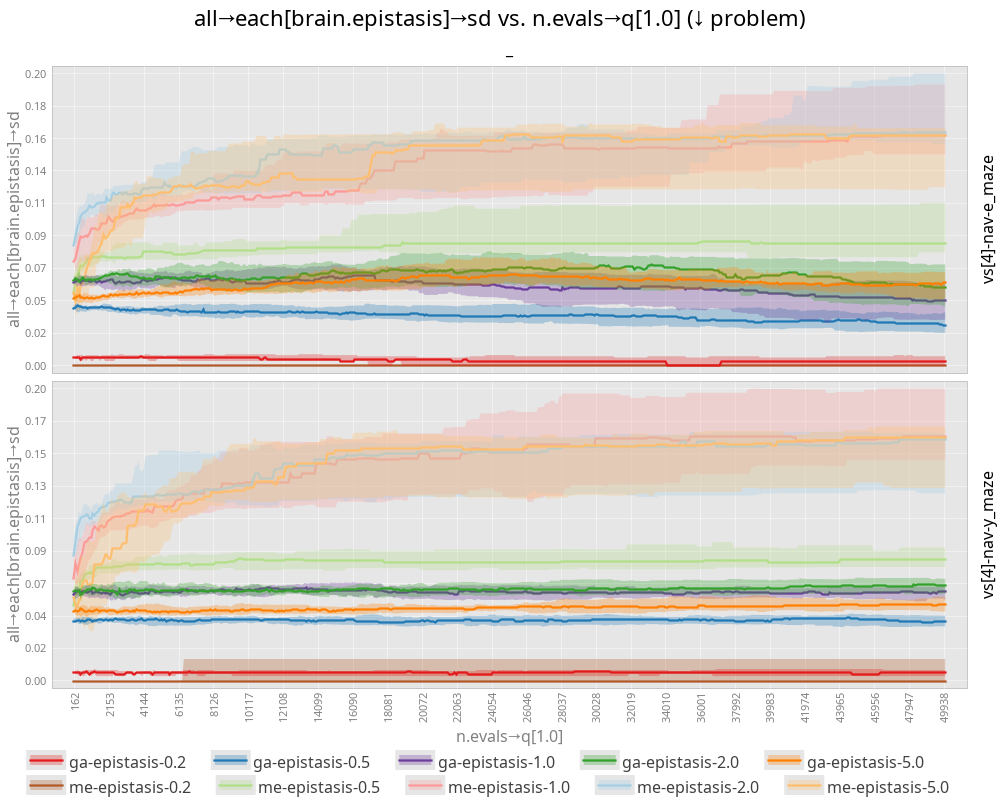 all→each[brain.epistasis]→sd vs. n.evals→q[1.0] (↓ problem)
–
all→each[brain.epistasis]→sd
0.20
0.18
0.16
0.14
0.11
0.09
0.07
0.05
0.02
0.00
vs[4]-nav-e_maze
all→each[brain.epistasis]→sd
0.20
0.17
0.15
0.13
0.11
0.09
0.07
0.04
0.02
0.00
vs[4]-nav-y_maze
162 2153 4144 6135 8126 10117 12108 14099 16090 18081 20072 22063 24054 26046 28037 30028 32019 34010 36001 37992 39983 41974 43965 45956 47947 49938
n.evals→q[1.0]
ga-epistasis-0.2 ga-epistasis-0.5 ga-epistasis-1.0 ga-epistasis-2.0 ga-epistasis-5.0
me-epistasis-0.2 me-epistasis-0.5 me-epistasis-1.0 me-epistasis-2.0 me-epistasis-5.0